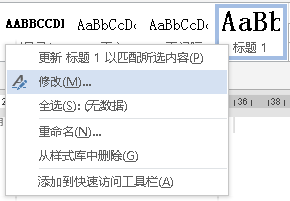 AABBCCDI AaBbCcDc AaBbCcDc AaBb
标题 1
更新 标题 1 以匹配所选内容(P)
修改(M)...
全选(S): (无数据)
重命名(N)...
从样式库中删除(G)
添加到快速访问工具栏(A)
36 38